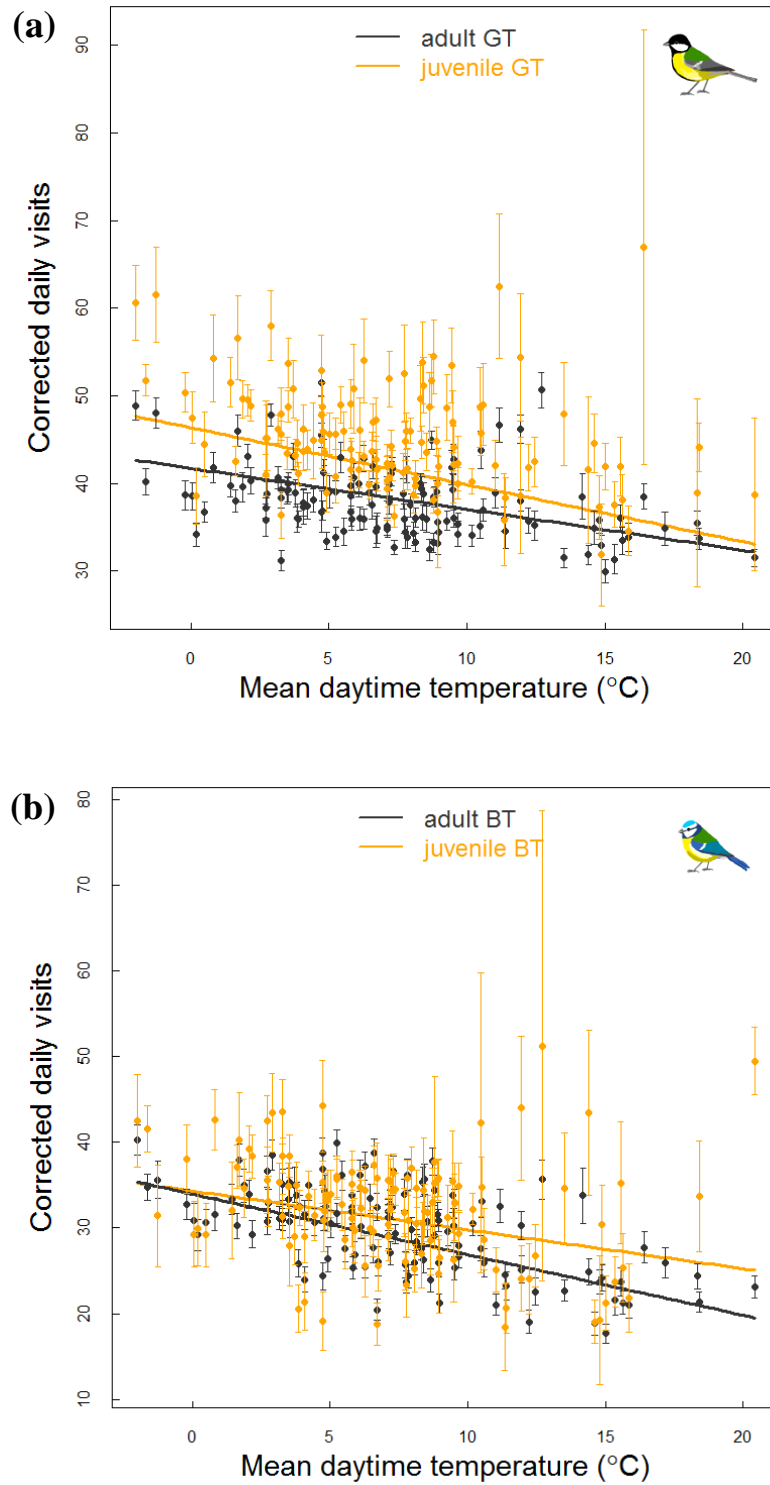 (a)
adult GT
juvenile GT
90
80
70
60
50
40
30
Corrected daily visits
0 5 10 15 20
Mean daytime temperature (°C)
(b)
adult BT
juvenile BT
80
70
60
50
40
30
20
10
Corrected daily visits
0 5 10 15 20
Mean daytime temperature (°C)